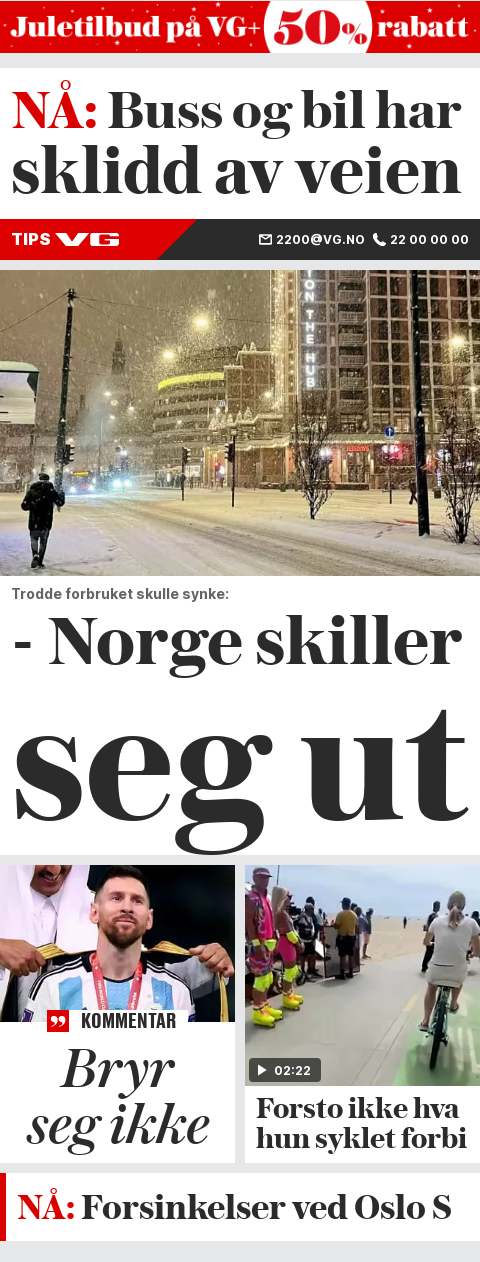 Juletilbud på VG+ 50% rabatt
NÅ: Buss og bil har
sklidd av veien
TIPS VG 2200@VG.NO 22 00 00 00
ON THE HUB
Trodde forbruket skulle synke:
- Norge skiller
seg ut
KOMMENTAR
Bryr
seg ikke
02:22
Forsto ikke hva
hun syklet forbi
NÅ: Forsinkelser ved Oslo S